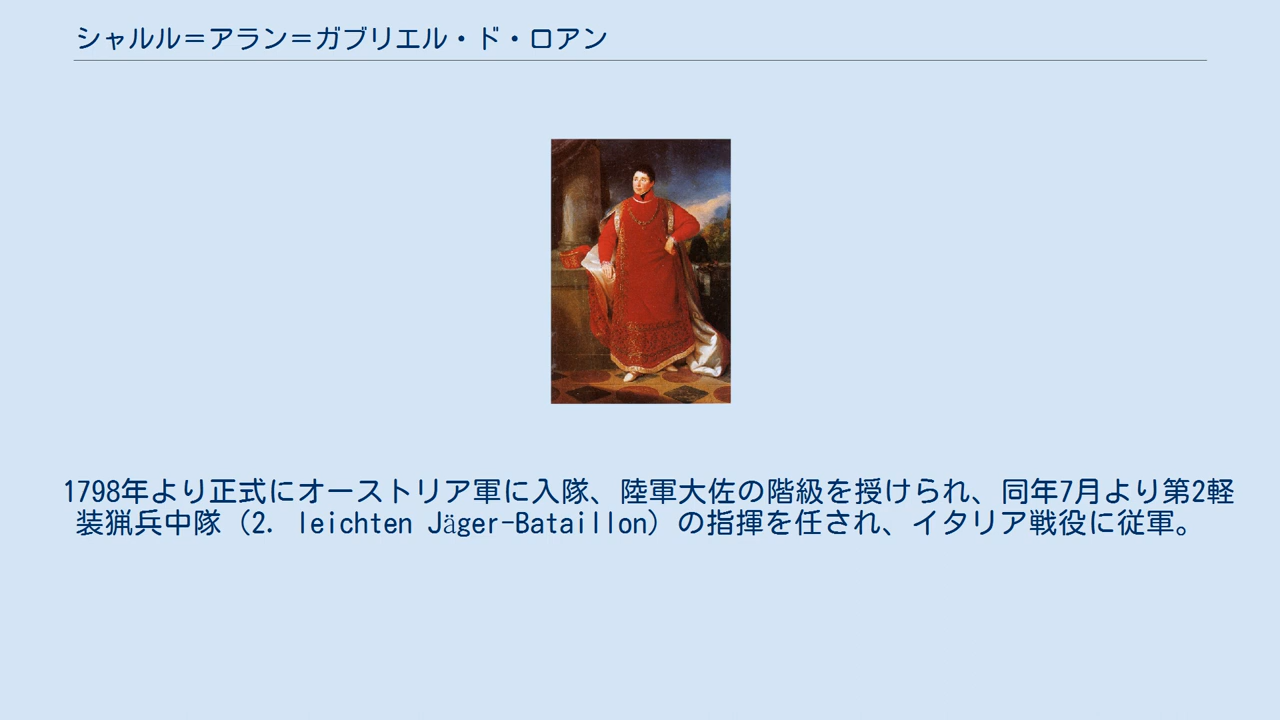 シャルル＝アラン＝ガブリエル・ド・ロアン
1798年より正式にオーストリア軍に入隊、陸軍大佐の階級を授けられ、同年7月より第2軽
装猟兵中隊（2. leichten Jäger-Bataillon）の指揮を任され、イタリア戦役に従軍。